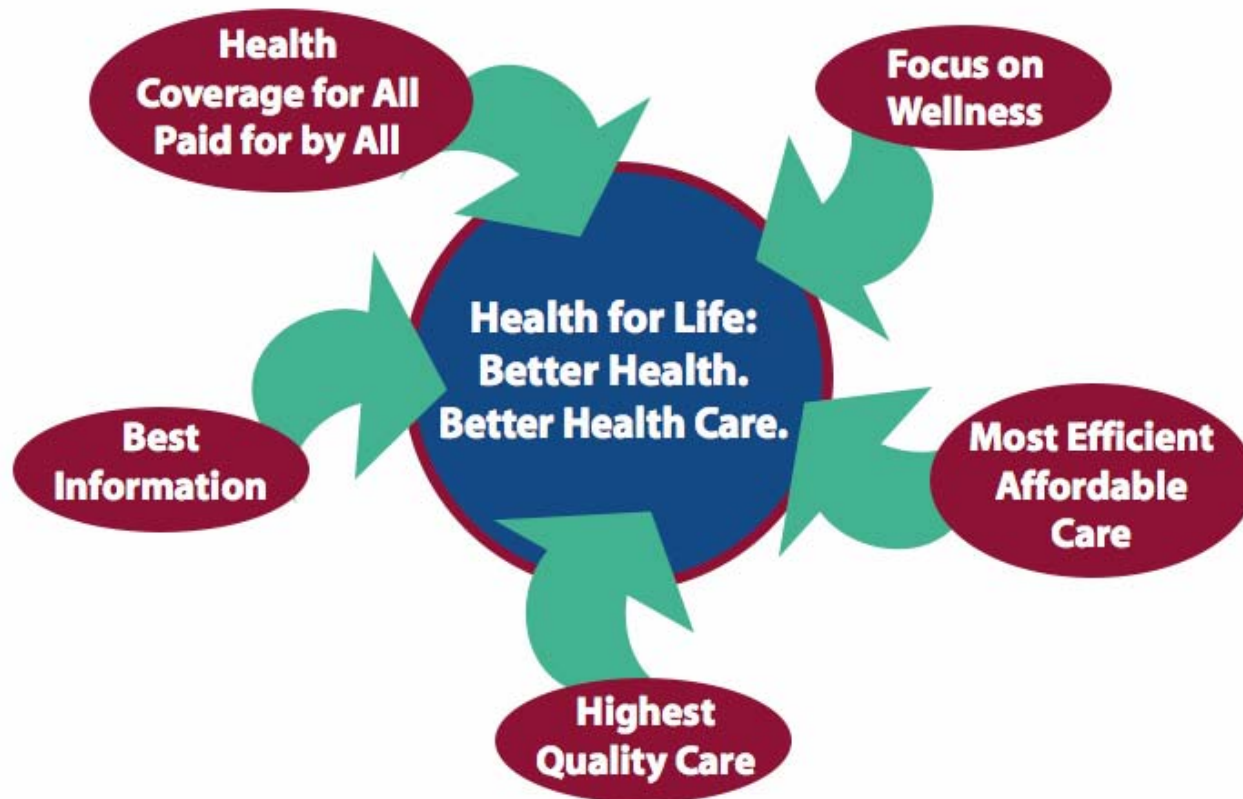 Health
Coverage for All
Paid for by All
Focus on
Wellness
Health for Life:
Better Health.
Better Health Care.
Best
Information
Most Efficient
Affordable
Care
Highest
Quality Care